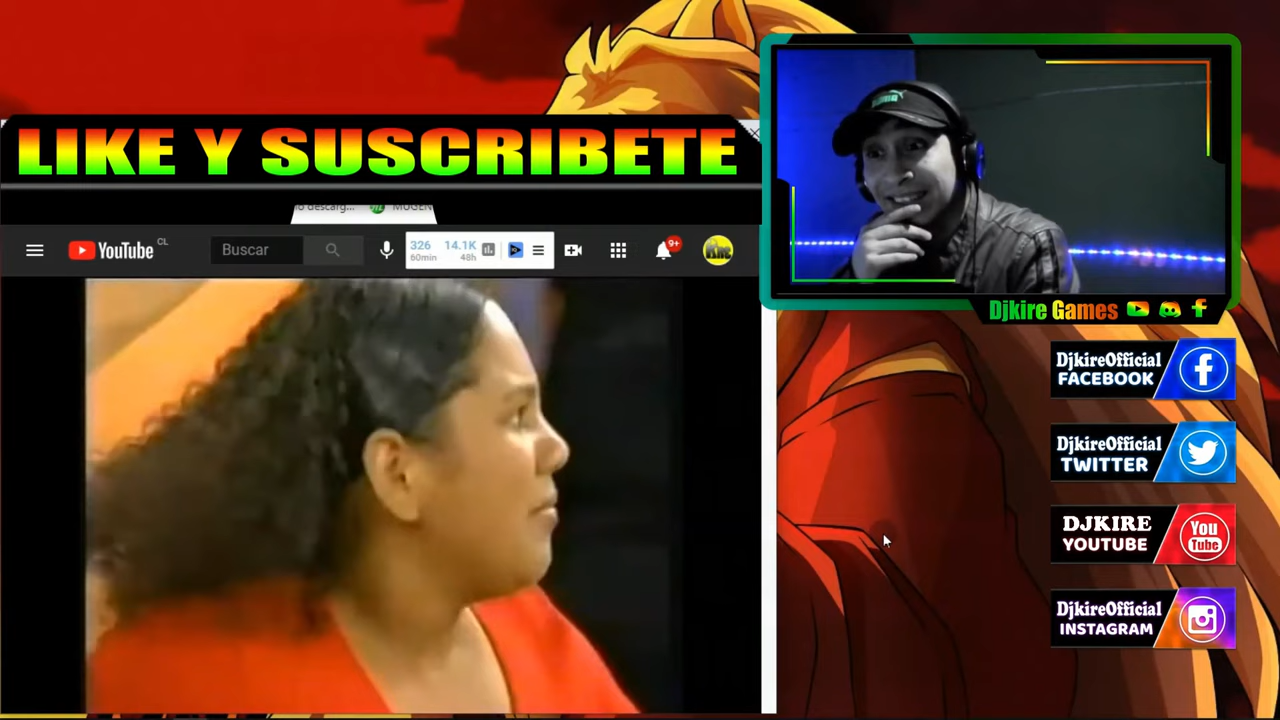 LIKE Y SUSCRIBETE
o descarg...
MUGEN
YouTube CL
Buscar
326
60min
14.1K
48h
9+
Djkire Games
DjkireOfficial
FACEBOOK
DjkireOfficial
TWITTER
DJKIRE
YOUTUBE
You
Tube
DjkireOfficial
INSTAGRAM